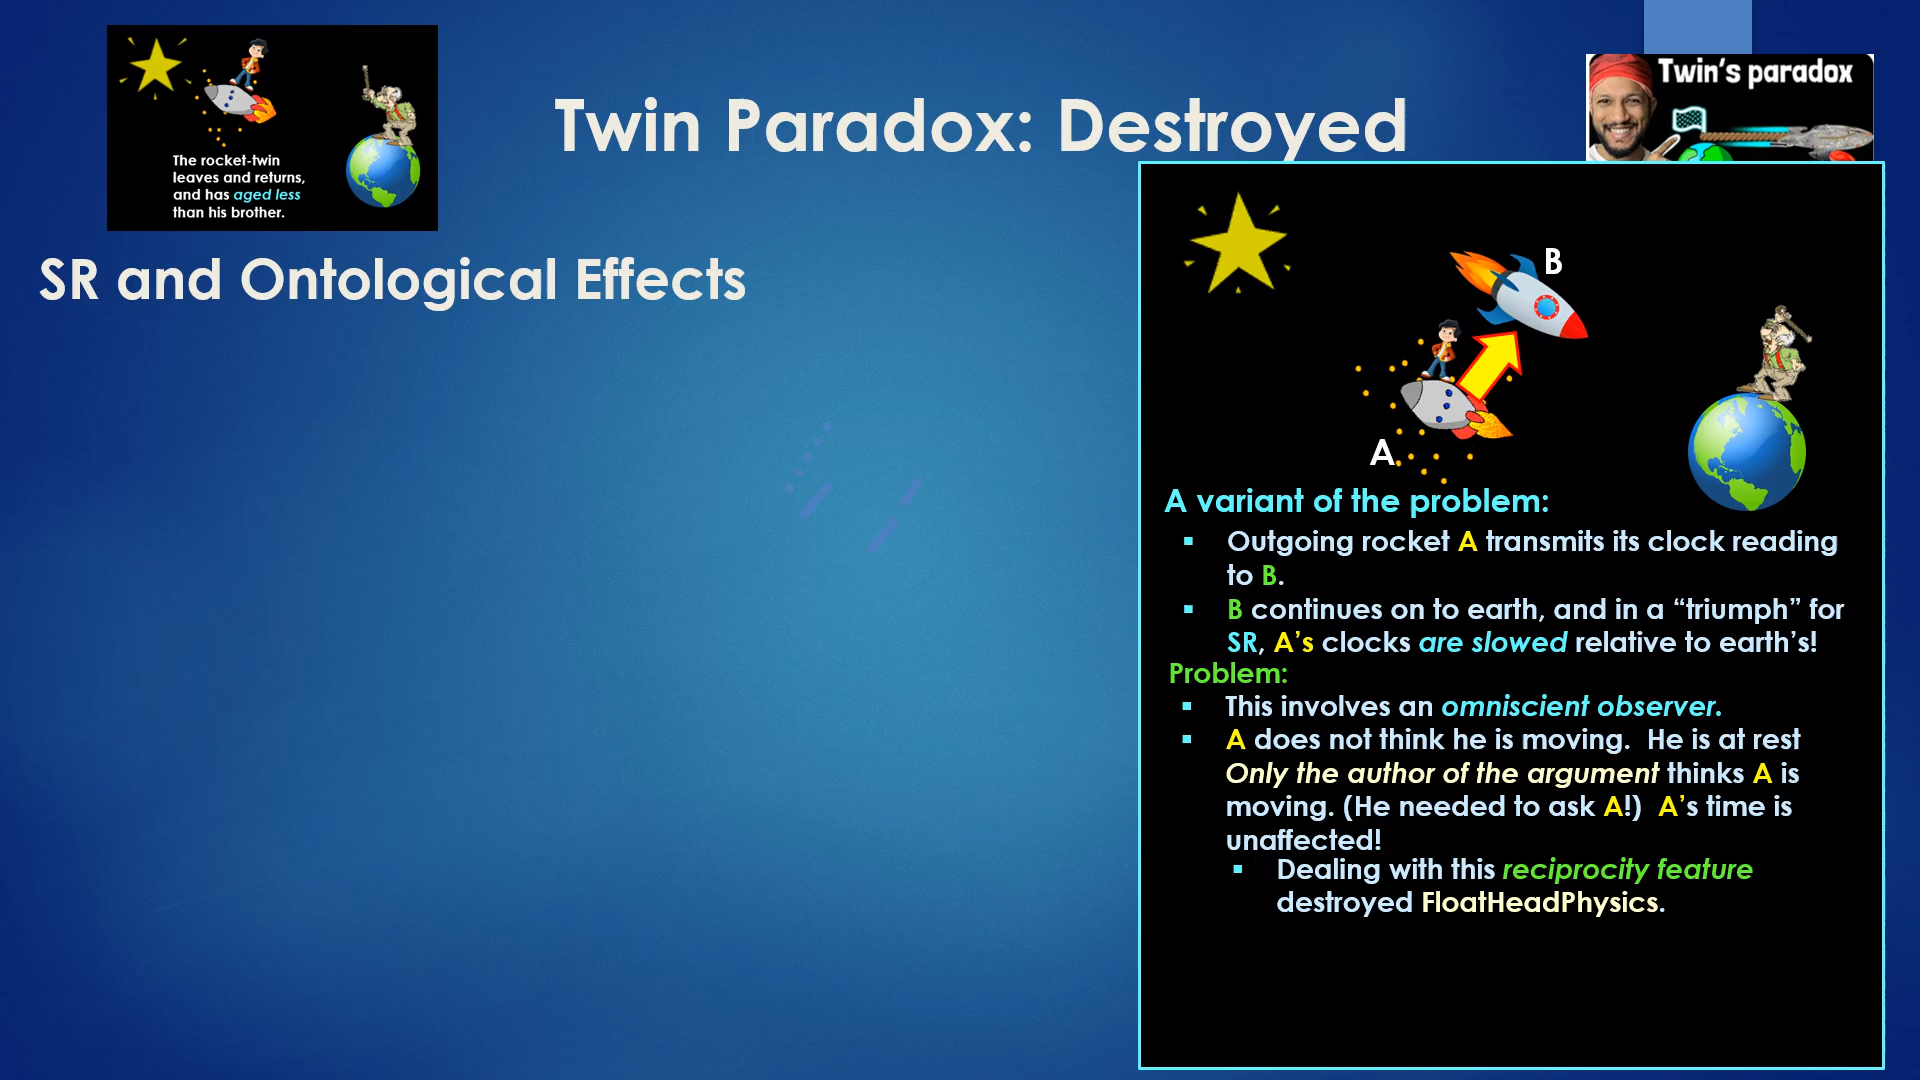 The rocket-twin
leaves and returns,
and has aged less
than his brother.
Twin Paradox: Destroyed
Twin's paradox
SR and Ontological Effects
B
A
A variant of the problem:
▪ Outgoing rocket A transmits its clock reading
to B.
▪ B continues on to earth, and in a “triumph” for
SR, A’s clocks are slowed relative to earth’s!
Problem:
▪ This involves an omniscient observer.
▪ A does not think he is moving.  He is at rest
Only the author of the argument thinks A is
moving. (He needed to ask A!)  A’s time is
unaffected!
▪ Dealing with this reciprocity feature
destroyed FloatHeadPhysics.